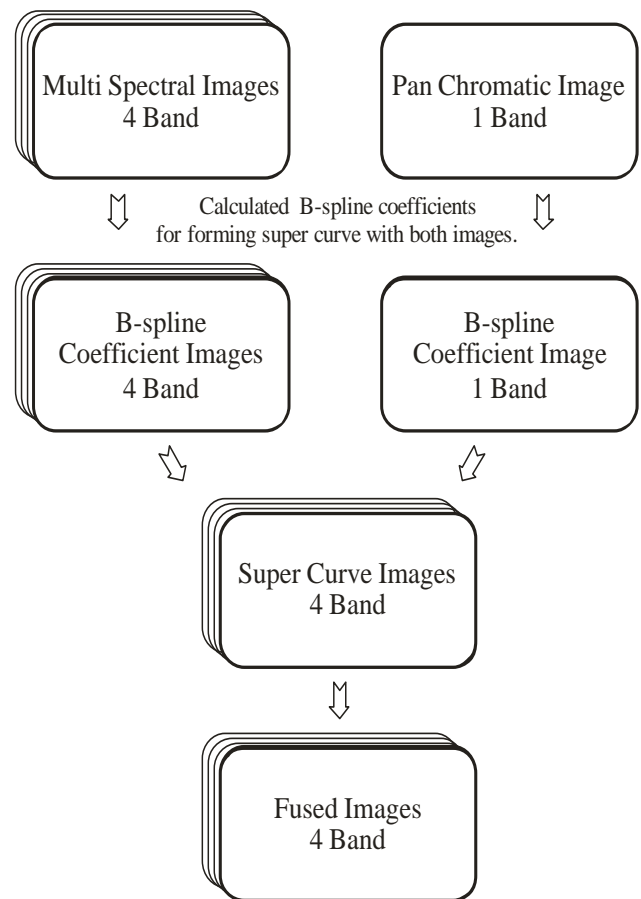 Multi Spectral Images
4 Band
Pan Chromatic Image
1 Band
Calculated B-spline coefficients
for forming super curve with both images.
B-spline
Coefficient Images
4 Band
B-spline
Coefficient Image
1 Band
Super Curve Images
4 Band
Fused Images
4 Band